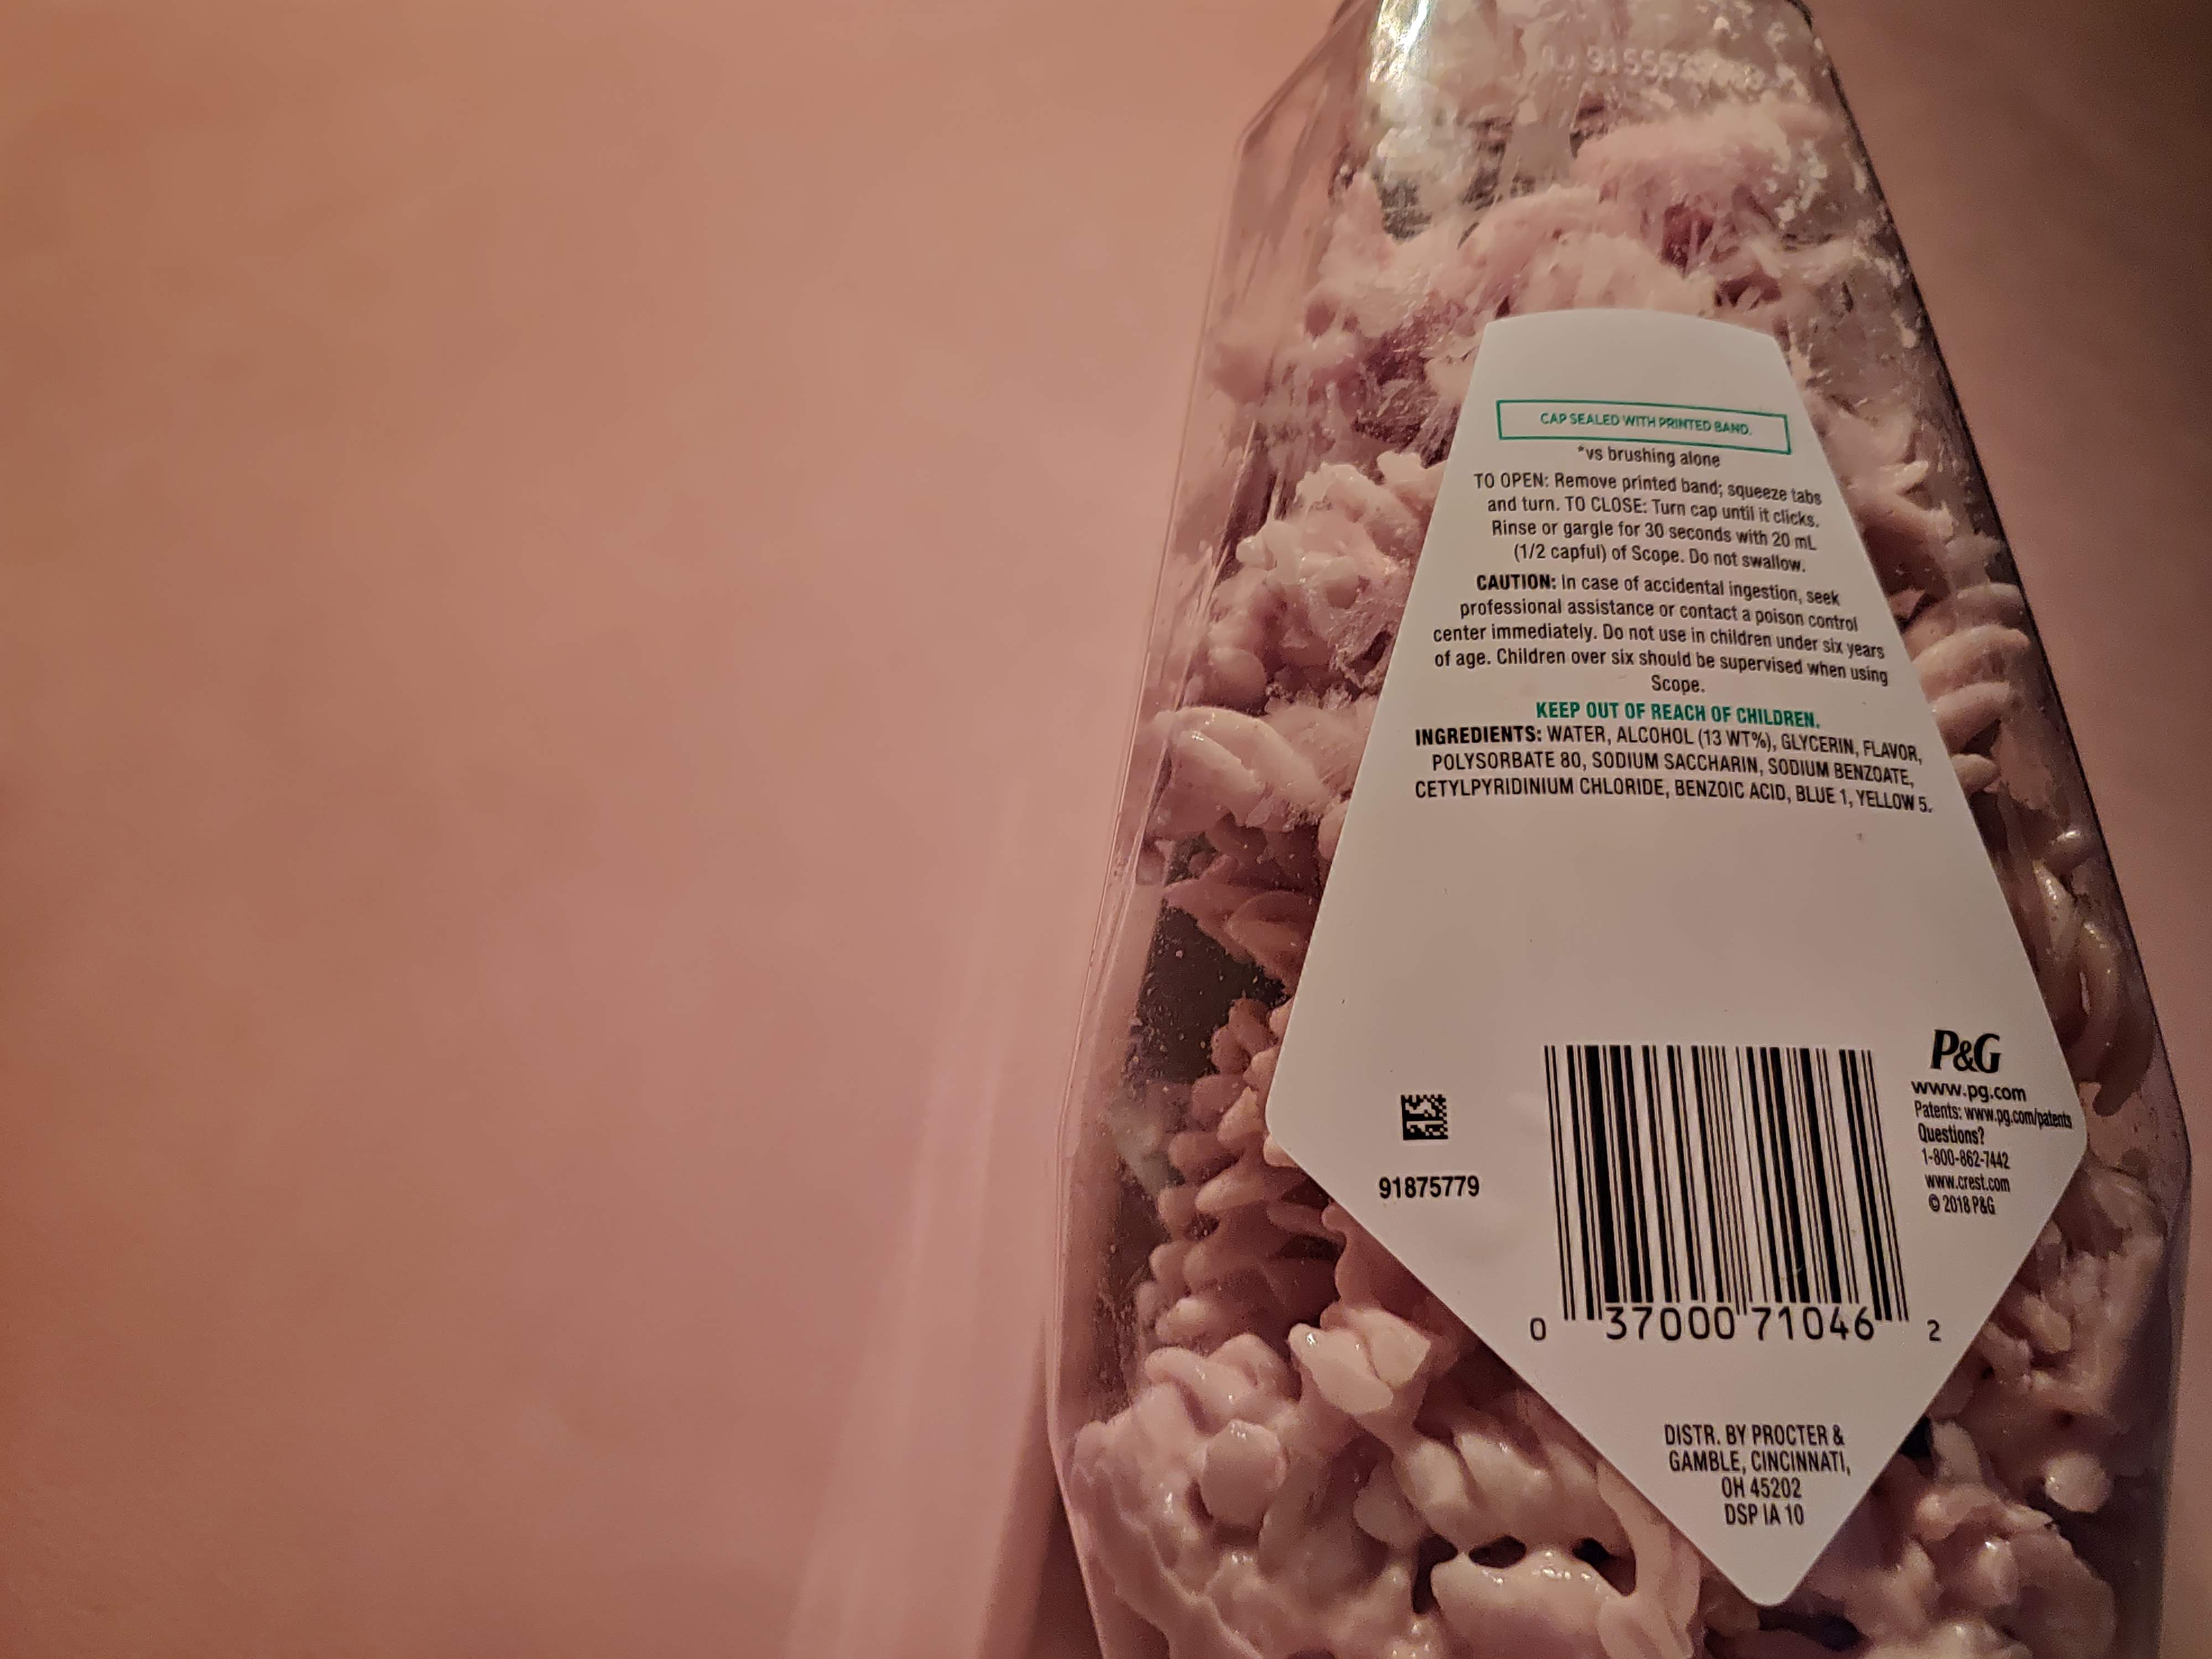 CAP SEALED WITH PRINTED BAND.
*vs brushing alone
TO OPEN: Remove printed band; squeeze tabs
and turn. TO CLOSE: Turn cap until it clicks.
Rinse or gargle for 30 seconds with 20 mL
(1/2 capful) of Scope. Do not swallow.
CAUTION: In case of accidental ingestion, seek
professional assistance or contact a poison control
center immediately. Do not use in children under six years
of age. Children over six should be supervised when using
Scope.
KEEP OUT OF REACH OF CHILDREN.
INGREDIENTS: WATER, ALCOHOL (13 WT%), GLYCERIN, FLAVOR,
POLYSORBATE 80, SODIUM SACCHARIN, SODIUM BENZOATE,
CETYLPYRIDINIUM CHLORIDE, BENZOIC ACID, BLUE 1, YELLOW 5.
P&G
www.pg.com
Patents: www.pg.com/patents
Questions?
1-800-862-7442
www.crest.com
© 2018 P&G
91875779
0 37000 71046 2
DISTR. BY PROCTER &
GAMBLE, CINCINNATI,
OH 45202
DSP IA 10